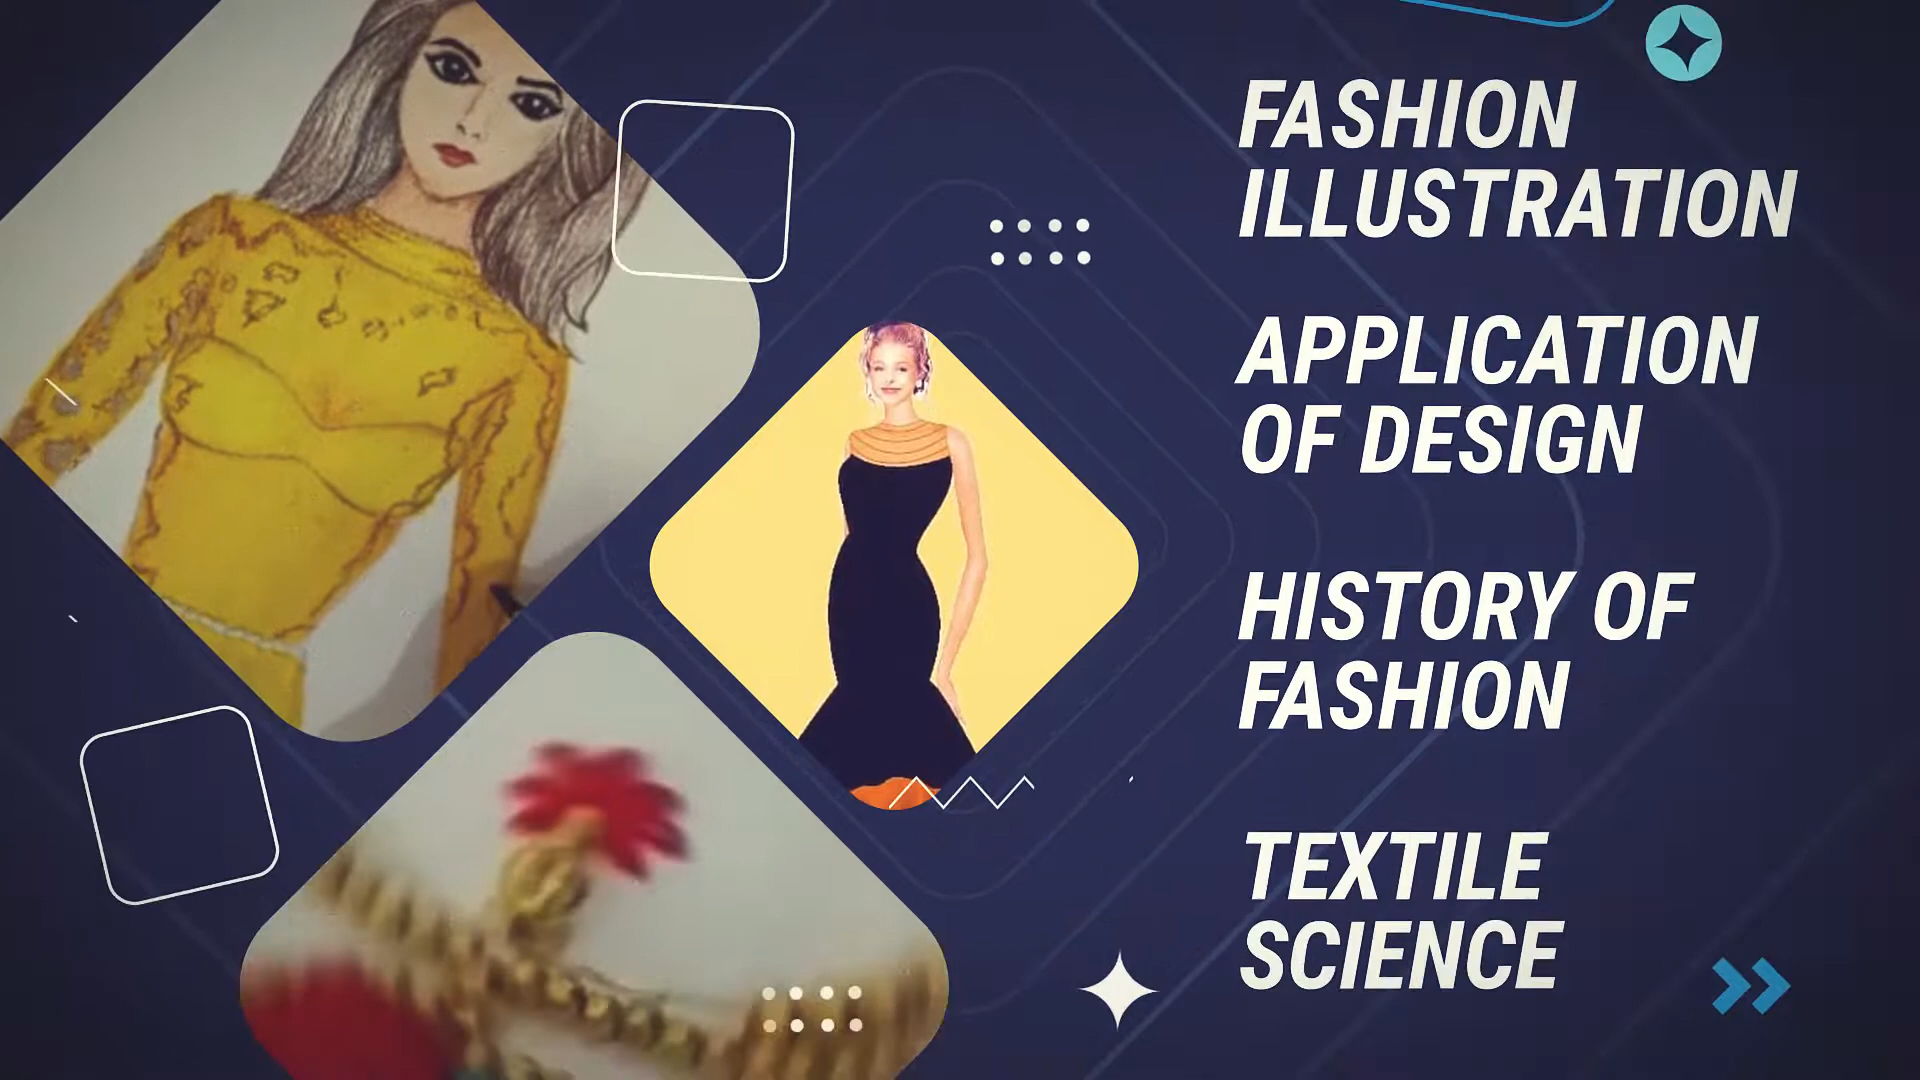 FASHION
ILLUSTRATION
APPLICATION
OF DESIGN
HISTORY OF
FASHION
TEXTILE
SCIENCE